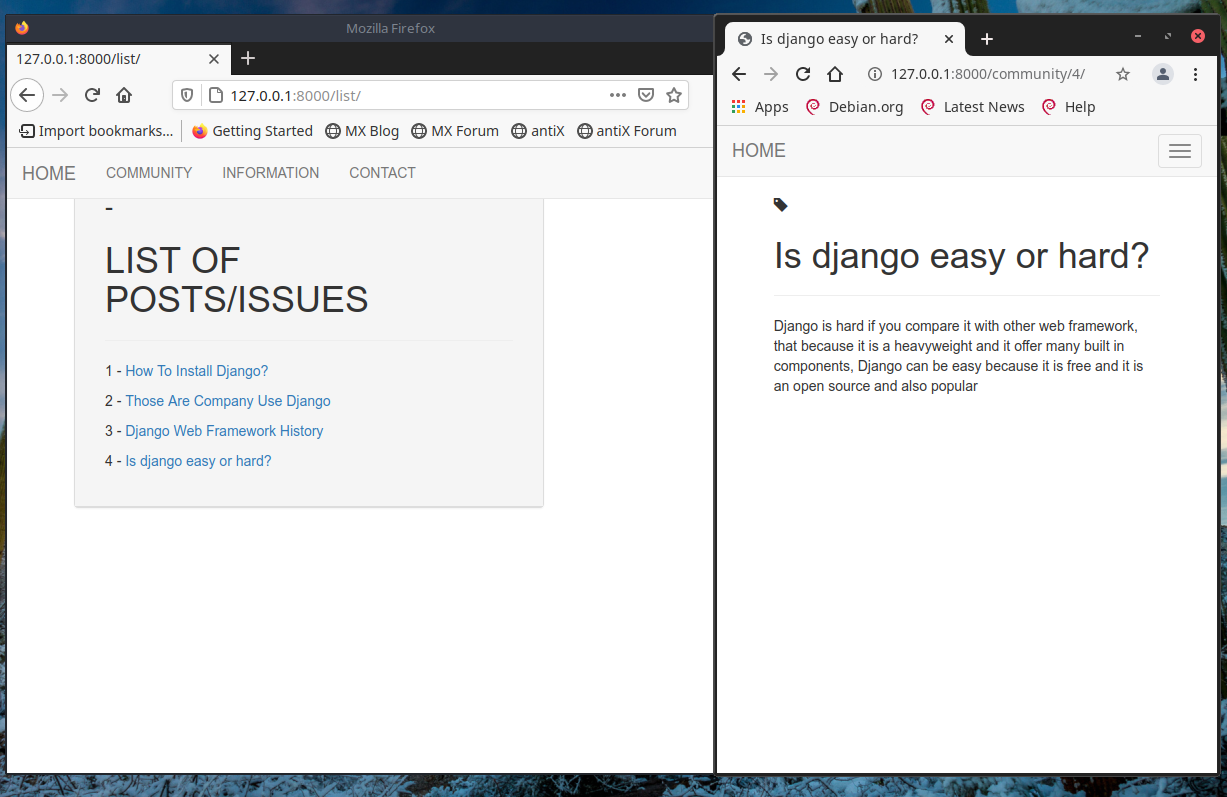 Mozilla Firefox
127.0.0.1:8000/list/
127.0.0.1:8000/list/
Import bookmarks... Getting Started MX Blog MX Forum antiX antiX Forum
HOME COMMUNITY INFORMATION CONTACT
-
LIST OF
POSTS/ISSUES
1 - How To Install Django?
2 - Those Are Company Use Django
3 - Django Web Framework History
4 - Is django easy or hard?
Is django easy or hard?
127.0.0.1:8000/community/4/
Apps Debian.org Latest News Help
HOME
Is django easy or hard?
Django is hard if you compare it with other web framework,
that because it is a heavyweight and it offer many built in
components, Django can be easy because it is free and it is
an open source and also popular